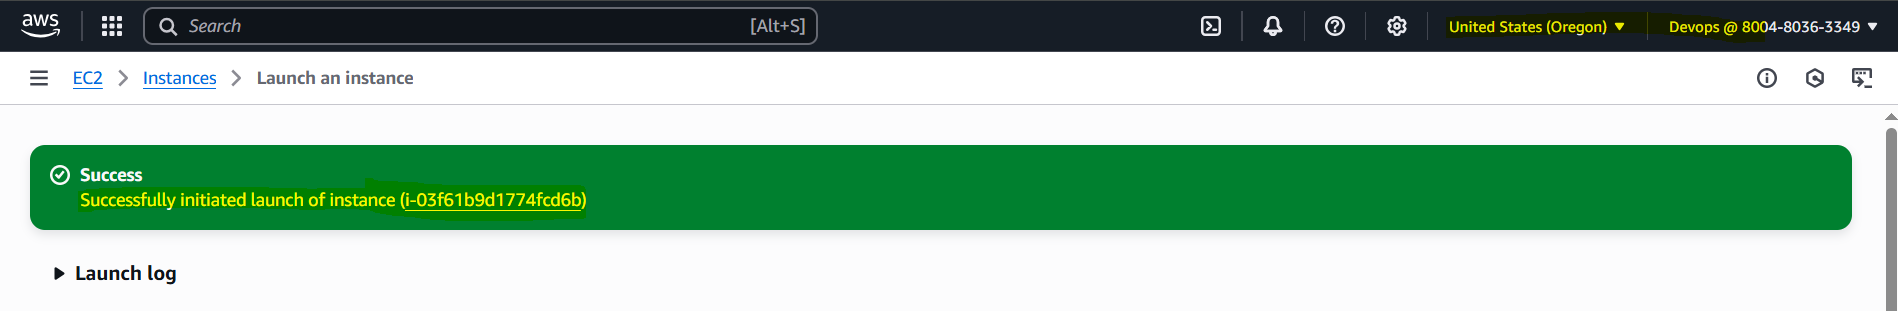 aws Search [Alt+S] United States (Oregon) Devops @ 8004-8036-3349
EC2 Instances Launch an instance
Success
Successfully initiated launch of instance (i-03f61b9d1774fcd6b)
Launch log